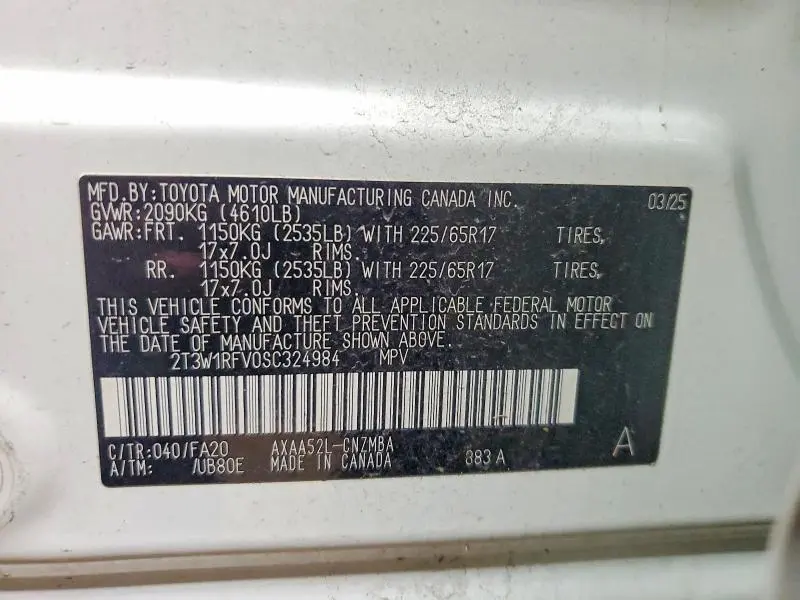 MFD.BY:TOYOTA MOTOR MANUFACTURING CANADA INC. 03/25
GVWR:2090KG (4610LB)
GAWR:FRT. 1150KG (2535LB) WITH 225/65R17 TIRES,
17x7.0J RIMS.
RR. 1150KG (2535LB) WITH 225/65R17 TIRES,
17x7.0J RIMS.
THIS VEHICLE CONFORMS TO ALL APPLICABLE FEDERAL MOTOR
VEHICLE SAFETY AND THEFT PREVENTION STANDARDS IN EFFECT ON
THE DATE OF MANUFACTURE SHOWN ABOVE.
2T3W1RFV0SC324984 MPV
C/TR:040/FA20 AXAA52L-CNZMBA
A/TM: /UB80E MADE IN CANADA 883 A A